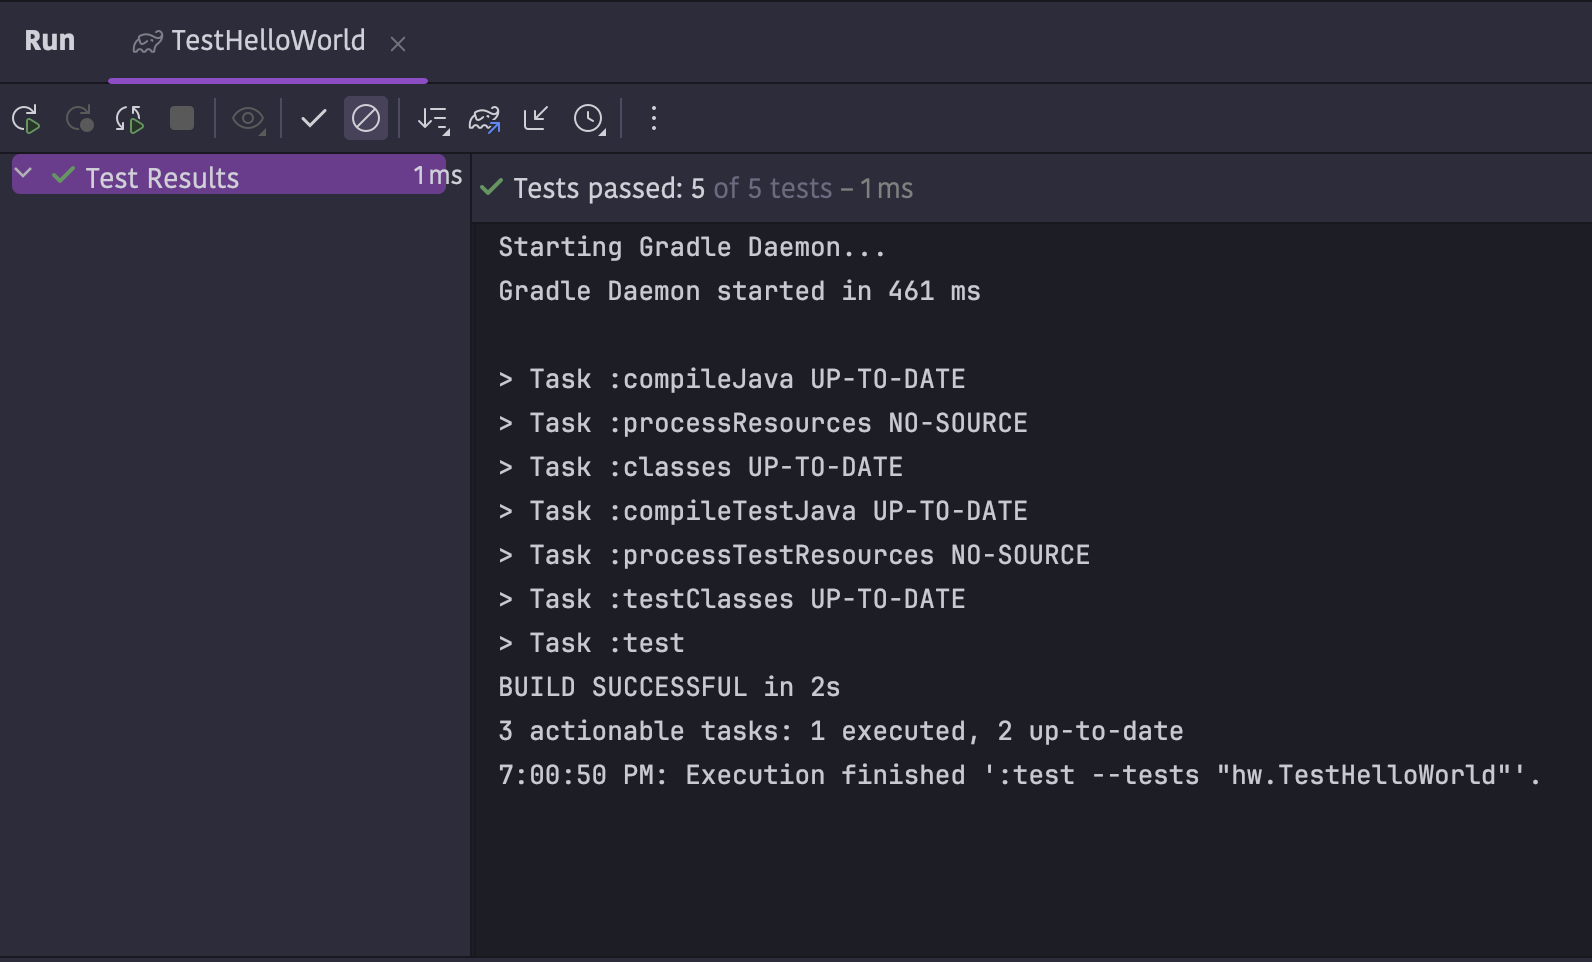 Run TestHelloWorld
Test Results 1 ms
Tests passed: 5 of 5 tests – 1 ms
Starting Gradle Daemon...
Gradle Daemon started in 461 ms
> Task :compileJava UP-TO-DATE
> Task :processResources NO-SOURCE
> Task :classes UP-TO-DATE
> Task :compileTestJava UP-TO-DATE
> Task :processTestResources NO-SOURCE
> Task :testClasses UP-TO-DATE
> Task :test
BUILD SUCCESSFUL in 2s
3 actionable tasks: 1 executed, 2 up-to-date
7:00:50 PM: Execution finished ':test --tests "hw.TestHelloWorld"'.